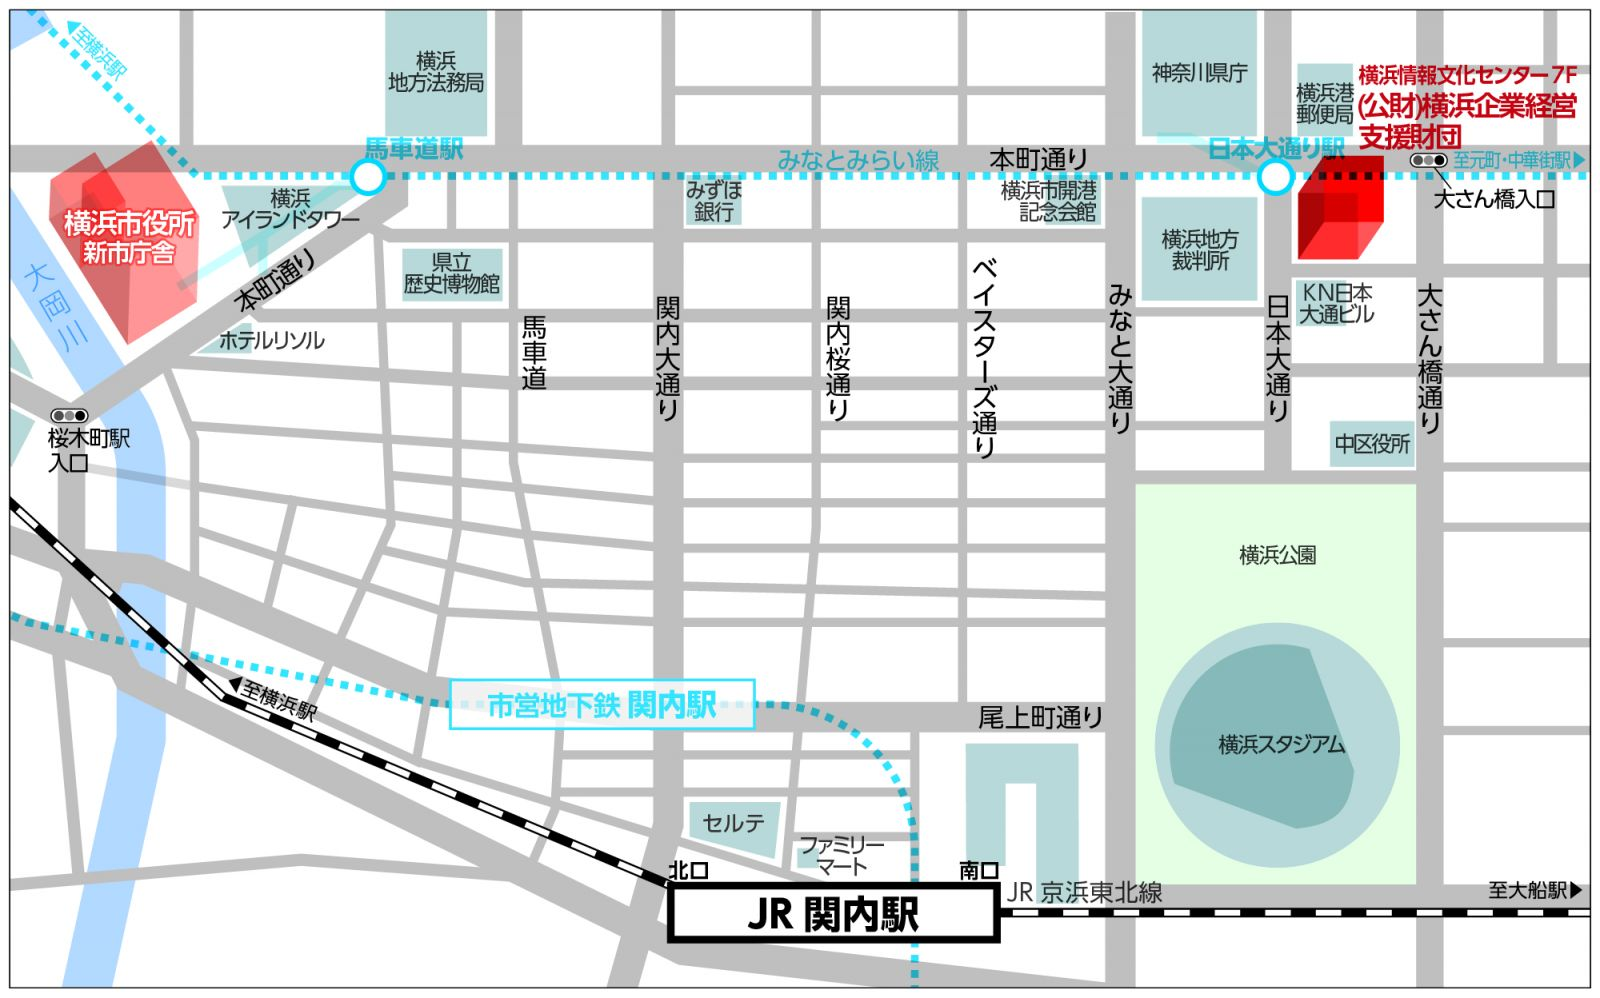 至横浜駅
横浜
地方法務局
神奈川県庁
横浜港
郵便局
横浜情報文化センター7F
(公財)横浜企業経営
支援財団
馬車道駅
みなとみらい線
本町通り
日本大通り駅
至元町・中華街駅
大さん橋入口
横浜市役所
新市庁舎
横浜
アイランドタワー
みずほ
銀行
横浜市開港
記念会館
横浜地方
裁判所
大岡川
本町通り
県立
歴史博物館
KN日本
大通ビル
ホテルリソル
馬車道
関内大通り
関内桜通り
ベイスターズ通り
みなと大通り
日本大通り
大さん橋通り
桜木町駅
入口
中区役所
横浜公園
至横浜駅
市営地下鉄 関内駅
尾上町通り
横浜スタジアム
セルテ
ファミリー
マート
北口
南口
JR 関内駅
JR 京浜東北線
至大船駅